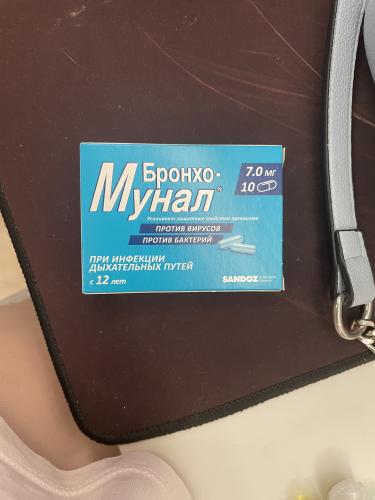 Бронхо-
Мунал®
7.0 мг
10
Усиливает защитные свойства организма
ПРОТИВ ВИРУСОВ
ПРОТИВ БАКТЕРИЙ
ПРИ ИНФЕКЦИИ
ДЫХАТЕЛЬНЫХ ПУТЕЙ
с 12 лет
SANDOZ